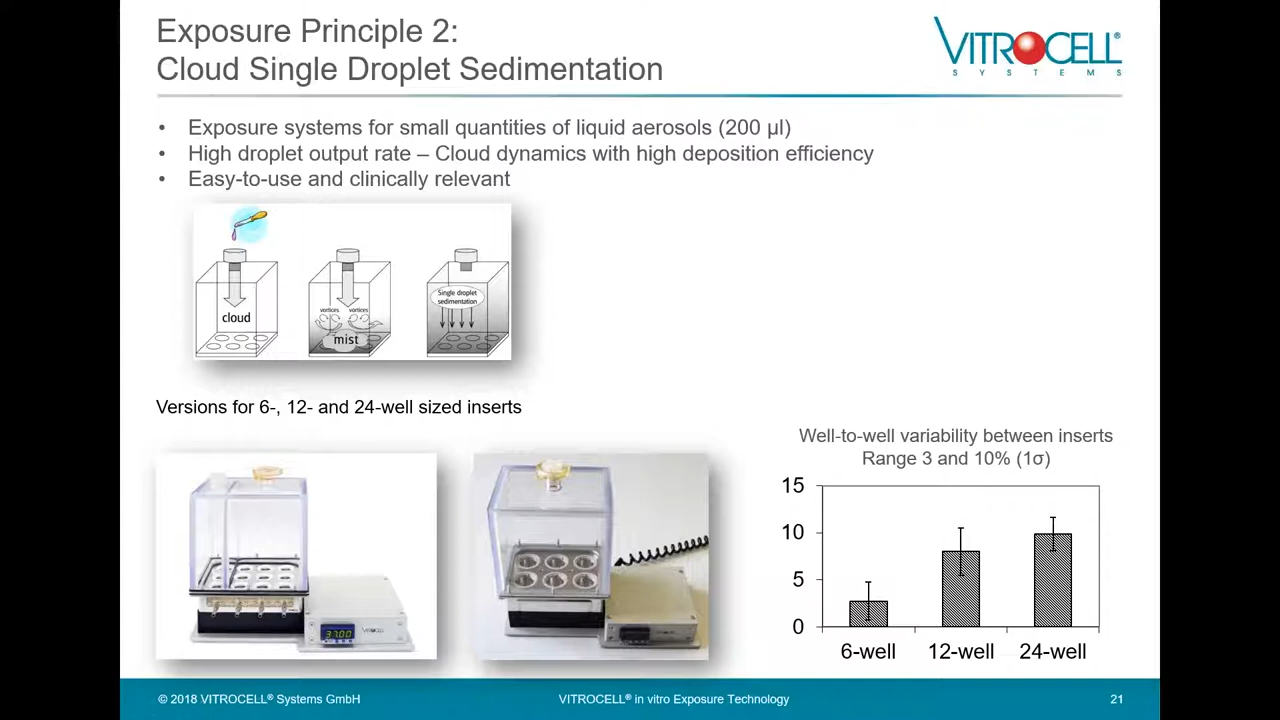 Exposure Principle 2:
Cloud Single Droplet Sedimentation
VITROCELL®
SYSTEMS
• Exposure systems for small quantities of liquid aerosols (200 µl)
• High droplet output rate – Cloud dynamics with high deposition efficiency
• Easy-to-use and clinically relevant
cloud
vortices vortices
mist
Single droplet
sedimentation
Versions for 6-, 12- and 24-well sized inserts
37.00
VITROCELL
Well-to-well variability between inserts
Range 3 and 10% (1σ)
15
10
5
0
6-well 12-well 24-well
© 2018 VITROCELL® Systems GmbH
VITROCELL® in vitro Exposure Technology
21